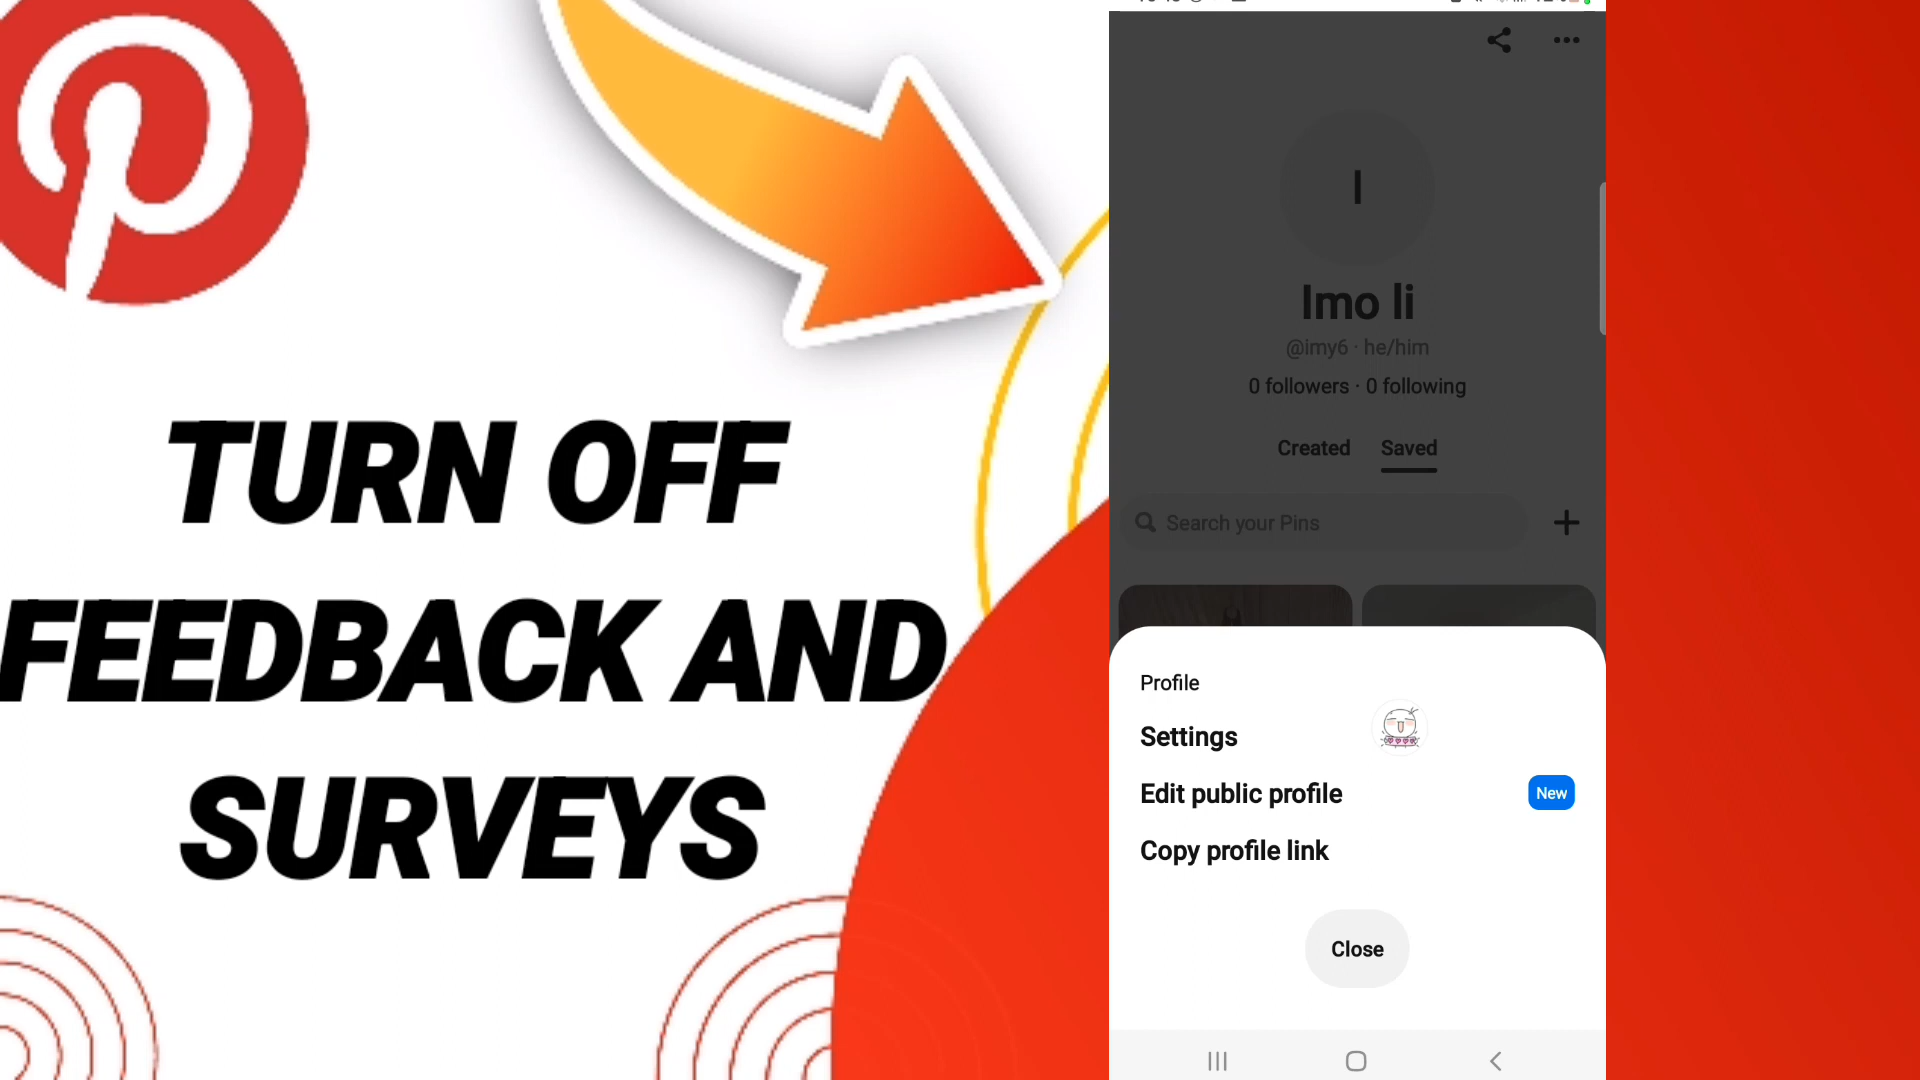 TURN OFF
FEEDBACK AND
SURVEYS
I
Imo li
@imy6 · he/him
0 followers · 0 following
Created Saved
Search your Pins
Profile
Settings
Edit public profile New
Copy profile link
Close